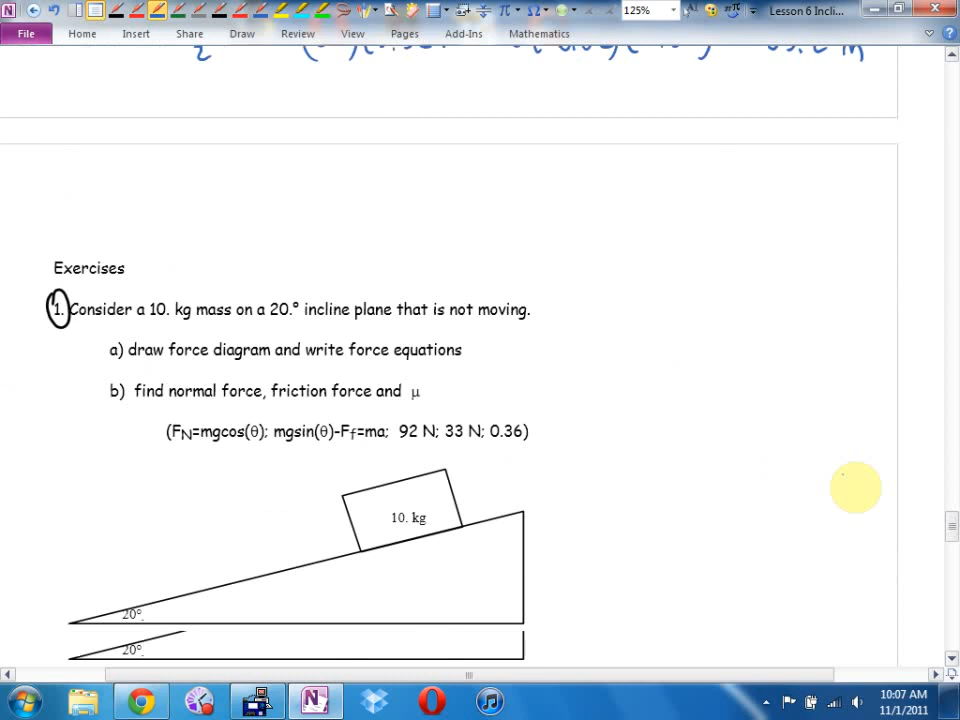 125%
Lesson 6 Incli...
File Home Insert Share Draw Review View Pages Add-Ins Mathematics
Exercises
1. Consider a 10. kg mass on a 20.° incline plane that is not moving.
a) draw force diagram and write force equations
b) find normal force, friction force and μ
(FN=mgcos(θ); mgsin(θ)-Ff=ma; 92 N; 33 N; 0.36)
10. kg
20°.
20°.
10:07 AM
11/1/2011